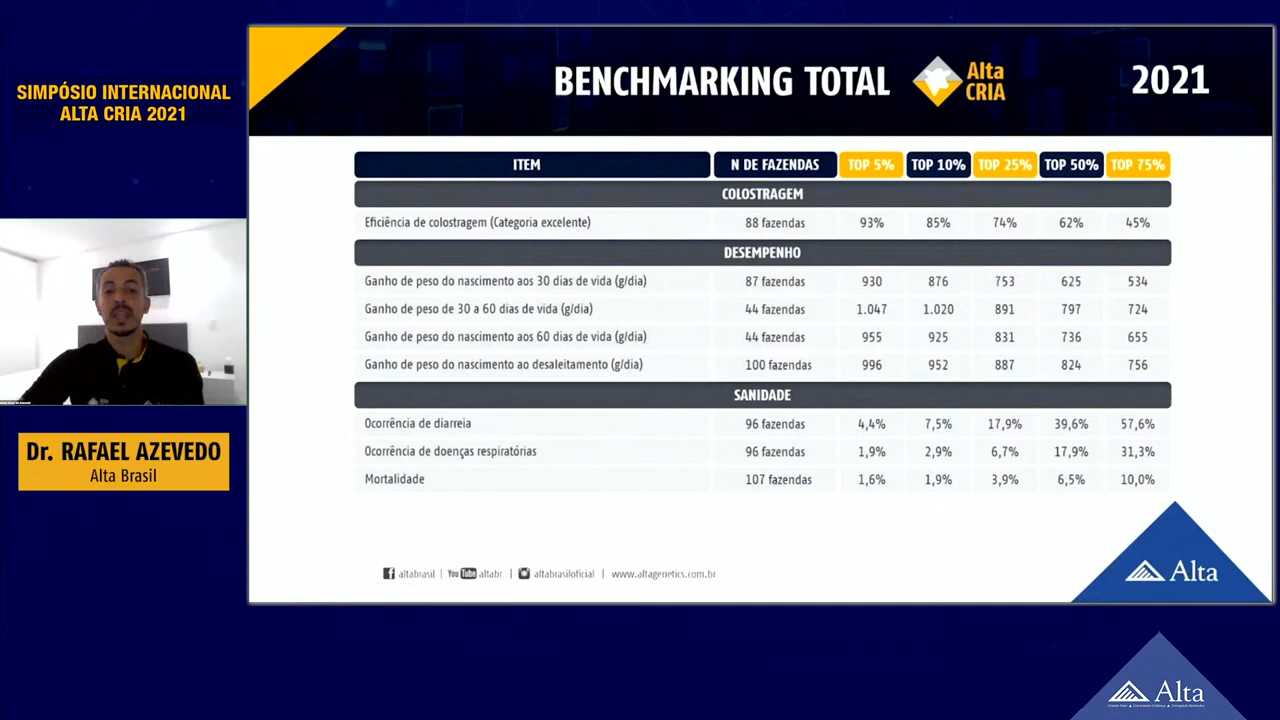 SIMPÓSIO INTERNACIONAL
ALTA CRIA 2021
Dr. RAFAEL AZEVEDO
Alta Brasil
BENCHMARKING TOTAL
Alta
CRIA
2021
ITEM N DE FAZENDAS TOP 5% TOP 10% TOP 25% TOP 50% TOP 75%
COLOSTRAGEM
Eficiência de colostragem (Categoria excelente) 88 fazendas 93% 85% 74% 62% 45%
DESEMPENHO
Ganho de peso do nascimento aos 30 dias de vida (g/dia) 87 fazendas 930 876 753 625 534
Ganho de peso de 30 a 60 dias de vida (g/dia) 44 fazendas 1.047 1.020 891 797 724
Ganho de peso do nascimento aos 60 dias de vida (g/dia) 44 fazendas 955 925 831 736 655
Ganho de peso do nascimento ao desaleitamento (g/dia) 100 fazendas 996 952 887 824 756
SANIDADE
Ocorrência de diarreia 96 fazendas 4,4% 7,5% 17,9% 39,6% 57,6%
Ocorrência de doenças respiratórias 96 fazendas 1,9% 2,9% 6,7% 17,9% 31,3%
Mortalidade 107 fazendas 1,6% 1,9% 3,9% 6,5% 10,0%
altabrasil | You Tube altabr | altabrasiloficial | www.altagenetics.com.br
Alta
Alta